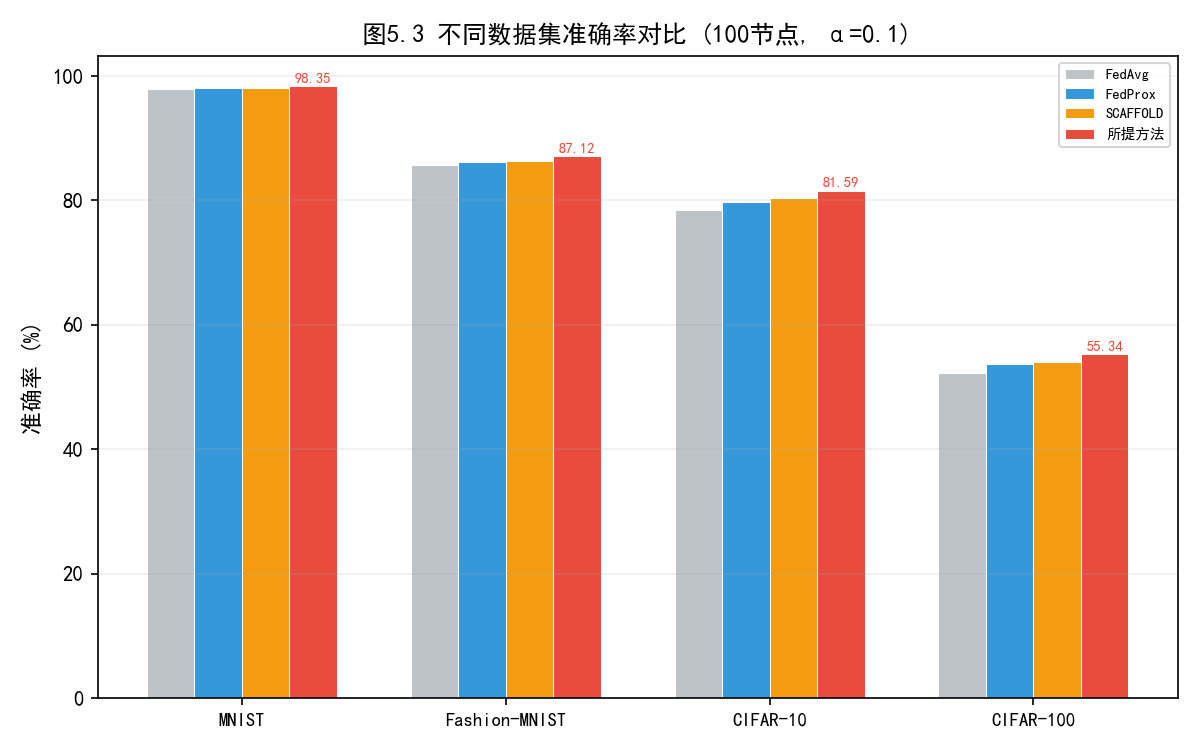 图5.3 不同数据集准确率对比 (100节点, α=0.1)
FedAvg
FedProx
SCAFFOLD
所提方法
准确率 (%)
100
80
60
40
20
0
98.35
87.12
81.59
55.34
MNIST
Fashion-MNIST
CIFAR-10
CIFAR-100